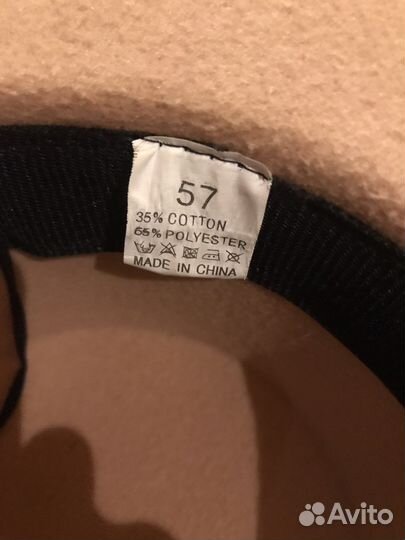 57
35% COTTON
65% POLYESTER
MADE IN CHINA
Avito